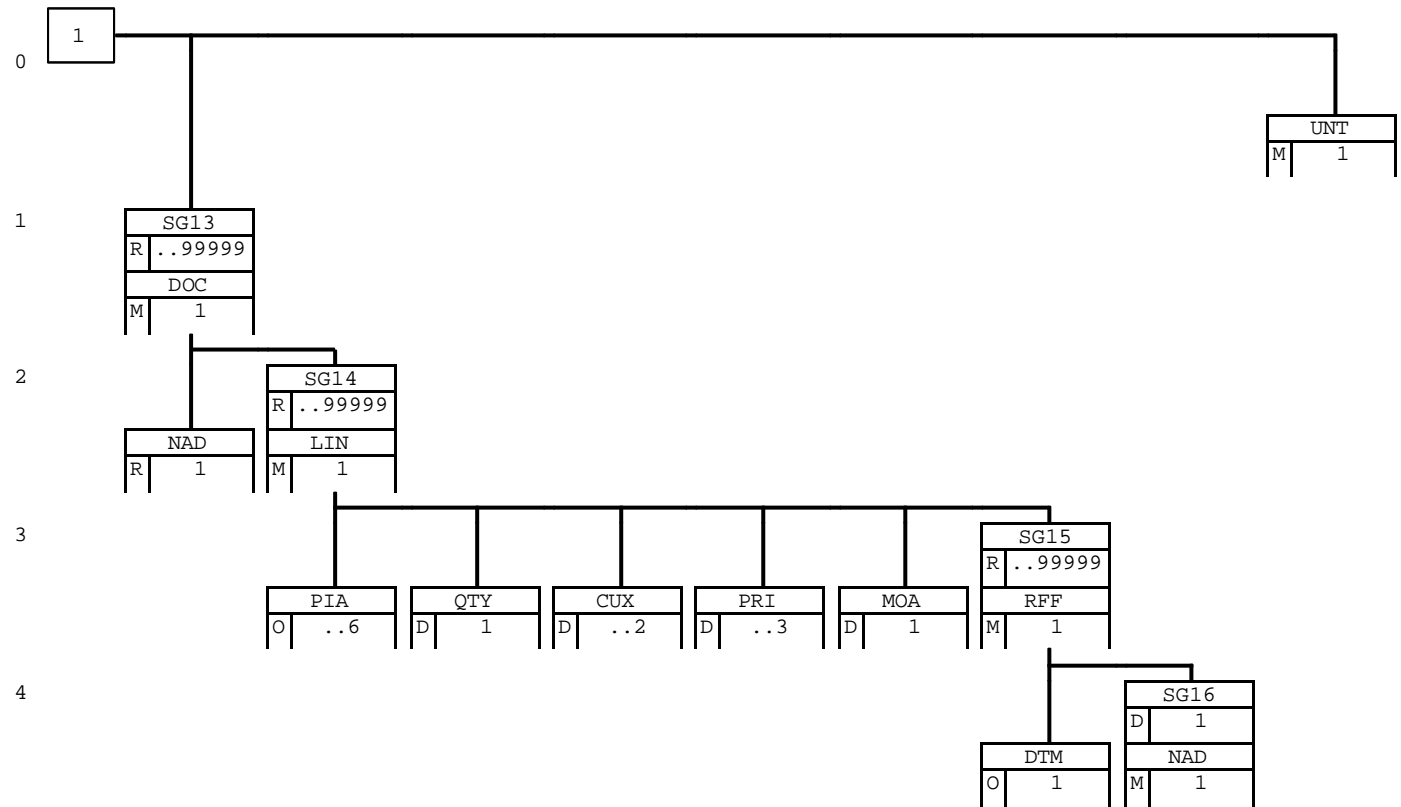 1
0
UNT
M 1
1
SG13
R ..99999
DOC
M 1
2
SG14
R ..99999
NAD LIN
R 1 M 1
3
SG15
R ..99999
PIA QTY CUX PRI MOA RFF
O ..6 D 1 D ..2 D ..3 D 1 M 1
4
SG16
D 1
DTM NAD
O 1 M 1